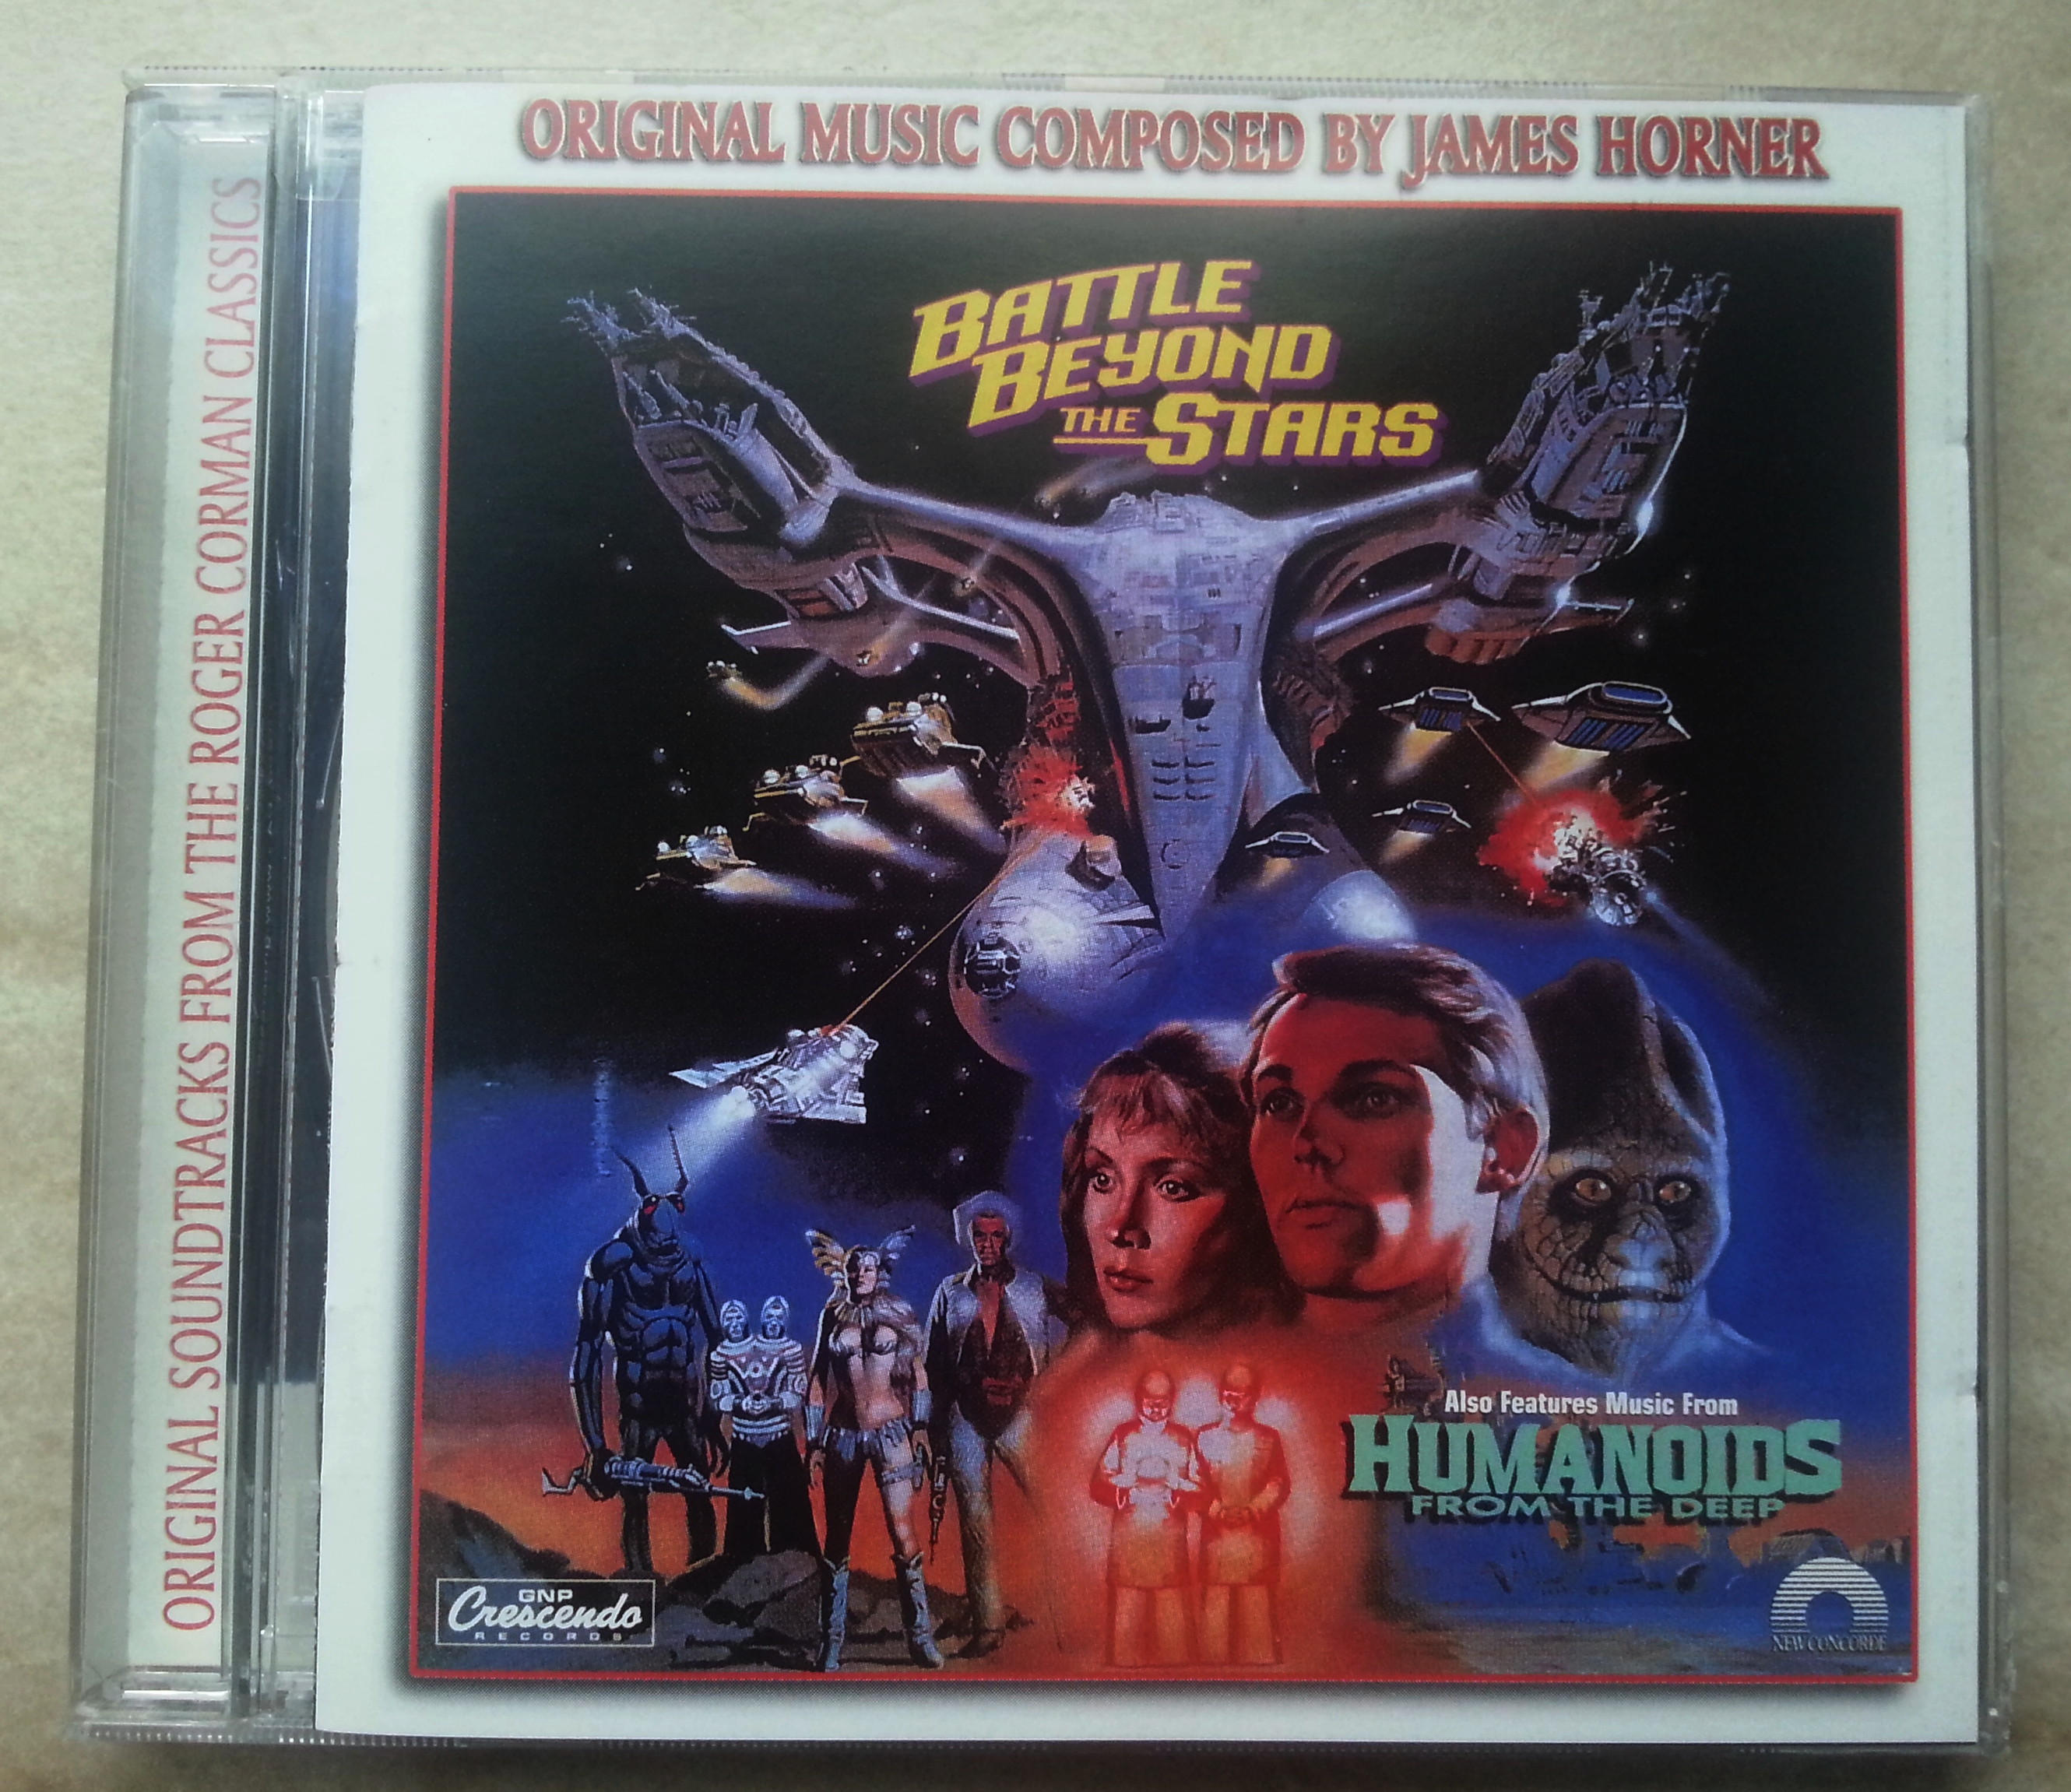 ORIGINAL MUSIC COMPOSED BY JAMES HORNER
ORIGINAL SOUNDTRACKS FROM THE ROGER CORMAN CLASSICS
BATTLE
BEYOND
THE STARS
Also Features Music From
HUMANOIDS
FROM THE DEEP
GNP
Crescendo
RECORDS
NEW CONCORDE